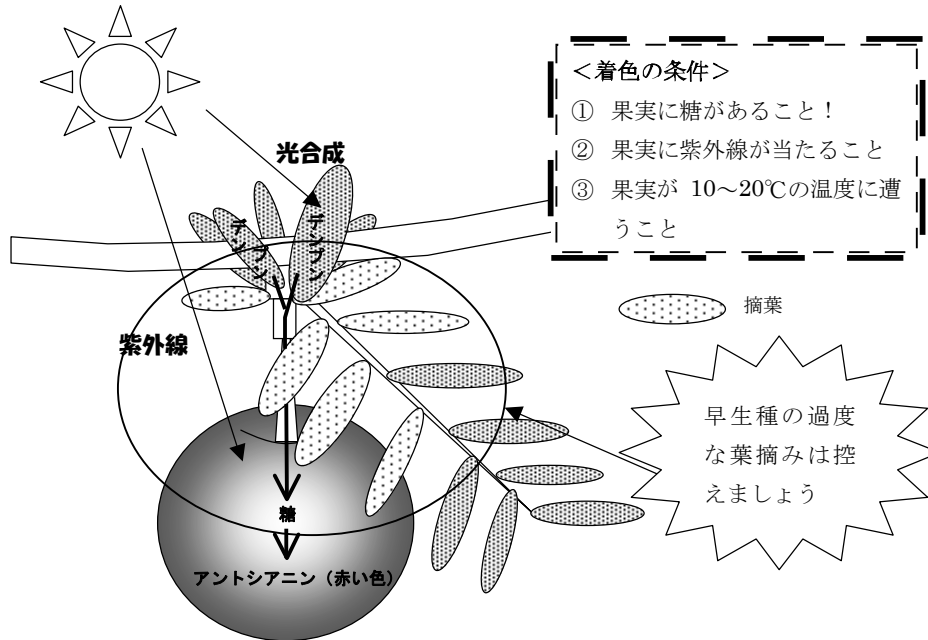 ＜着色の条件＞
① 果実に糖があること！
② 果実に紫外線が当たること
③ 果実が 10～20℃の温度に遭
うこと
光合成
デンプン
デンプン
摘葉
紫外線
早生種の過度
な葉摘みは控
えましょう
糖
アントシアニン（赤い色）